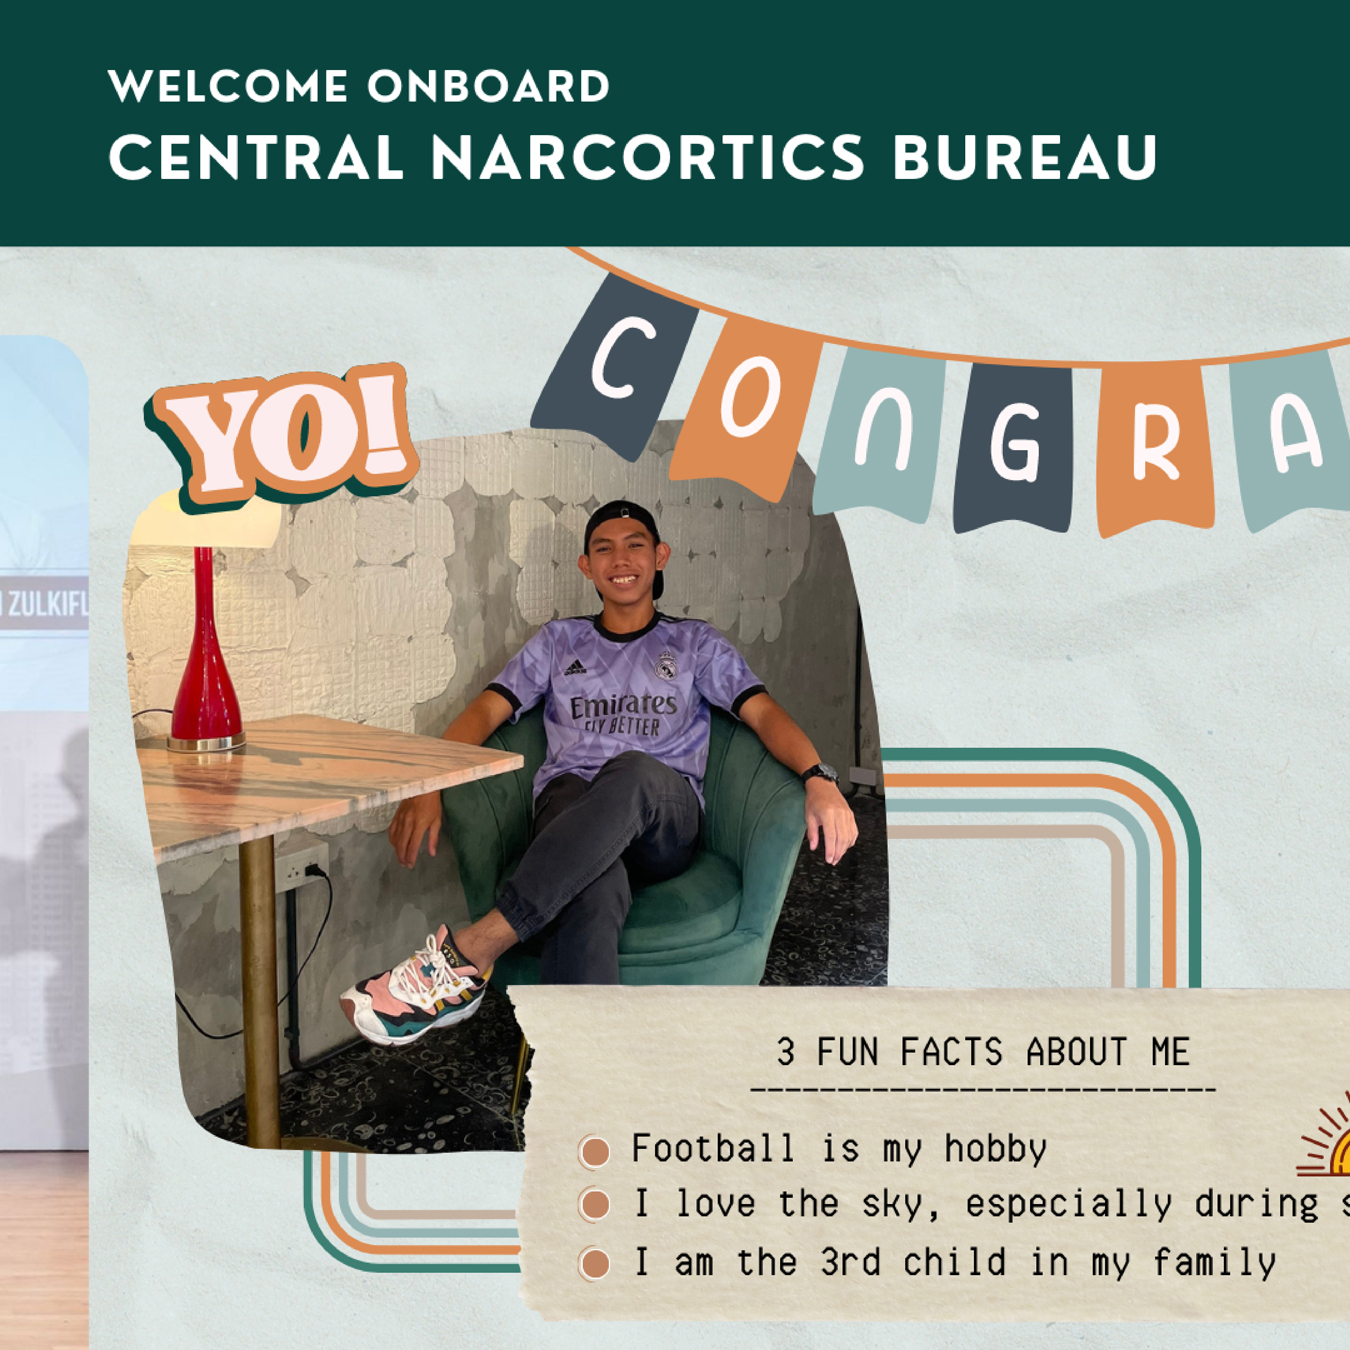 WELCOME ONBOARD
CENTRAL NARCORTICS BUREAU
CONGRA
YO!
ZULKIFL
Emirates
FLY BETTER
3 FUN FACTS ABOUT ME
Football is my hobby
I love the sky, especially during s
I am the 3rd child in my family